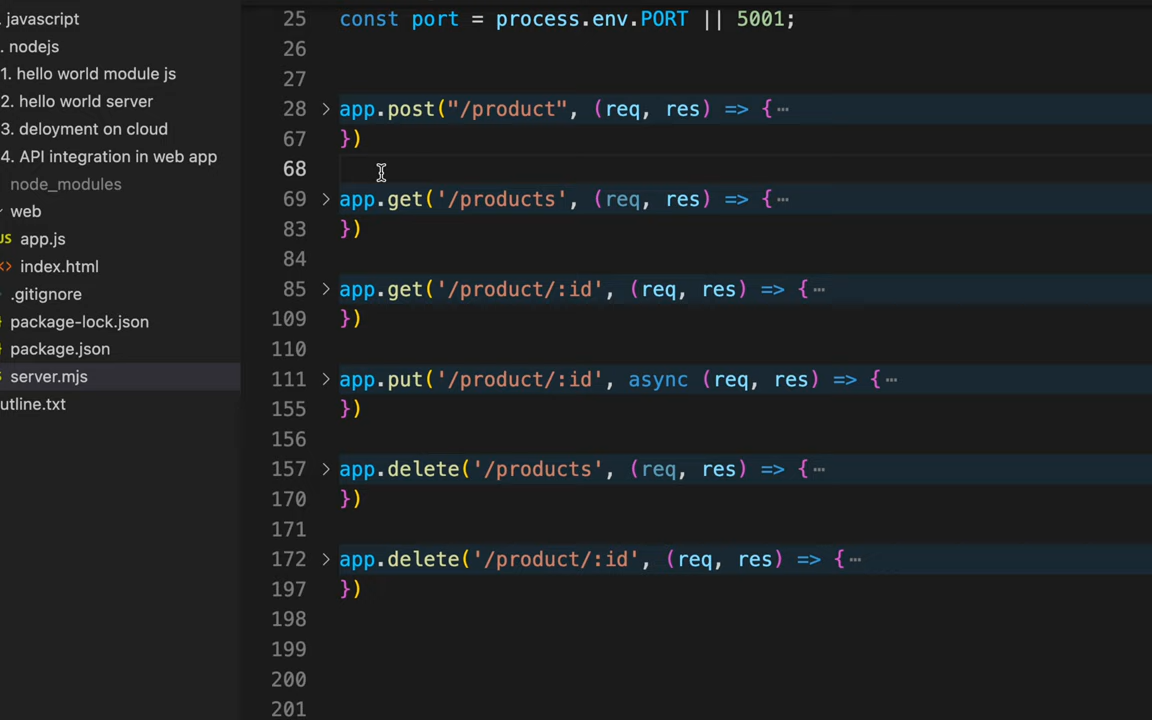 javascript
. nodejs
1. hello world module js
2. hello world server
3. deloyment on cloud
4. API integration in web app
node_modules
web
JS app.js
<> index.html
.gitignore
package-lock.json
package.json
server.mjs
utline.txt
25 const port = process.env.PORT || 5001;
26
27
28 > app.post("/product", (req, res) => {⋯
67 })
68
69 > app.get('/products', (req, res) => {⋯
83 })
84
85 > app.get('/product/:id', (req, res) => {⋯
109 })
110
111 > app.put('/product/:id', async (req, res) => {⋯
155 })
156
157 > app.delete('/products', (req, res) => {⋯
170 })
171
172 > app.delete('/product/:id', (req, res) => {⋯
197 })
198
199
200
201